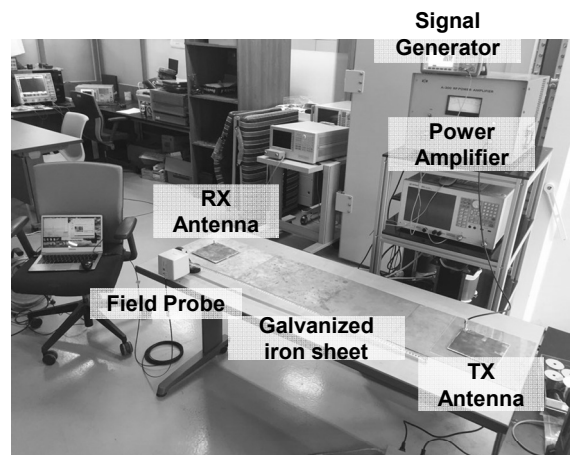 Signal
Generator
Power
Amplifier
RX
Antenna
Field Probe
Galvanized
iron sheet
TX
Antenna